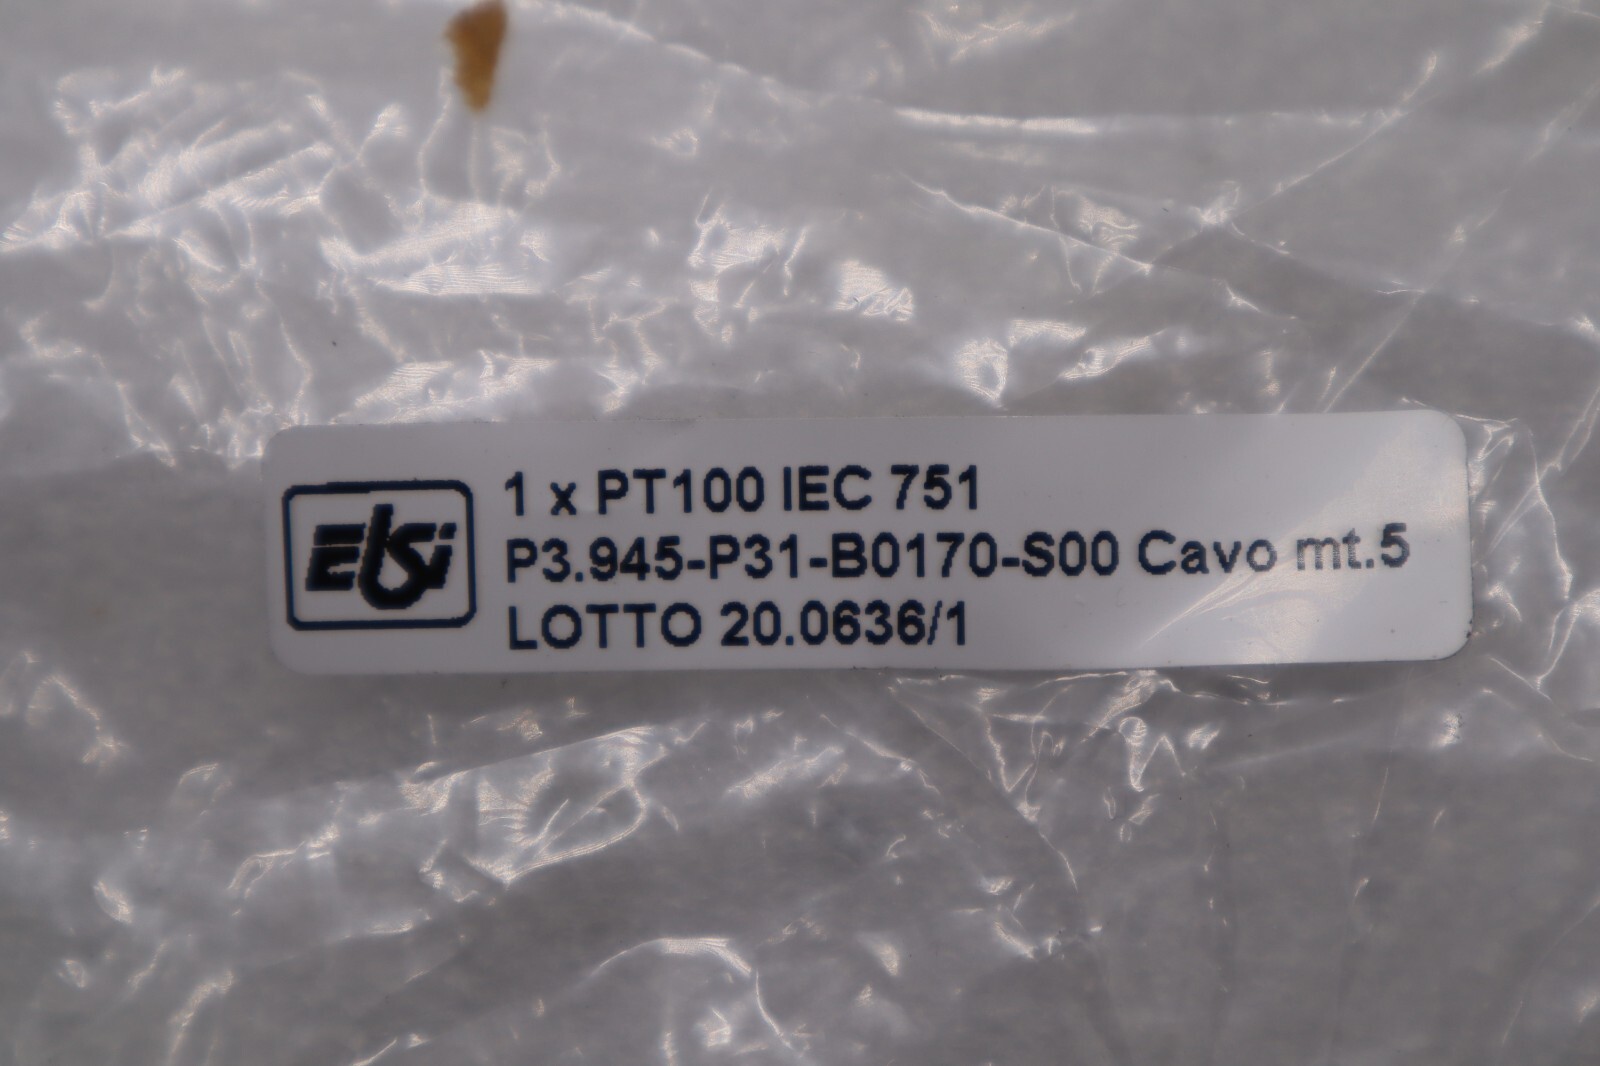 Elsi
1 x PT100 IEC 751
P3.945-P31-B0170-S00 Cavo mt.5
LOTTO 20.0636/1